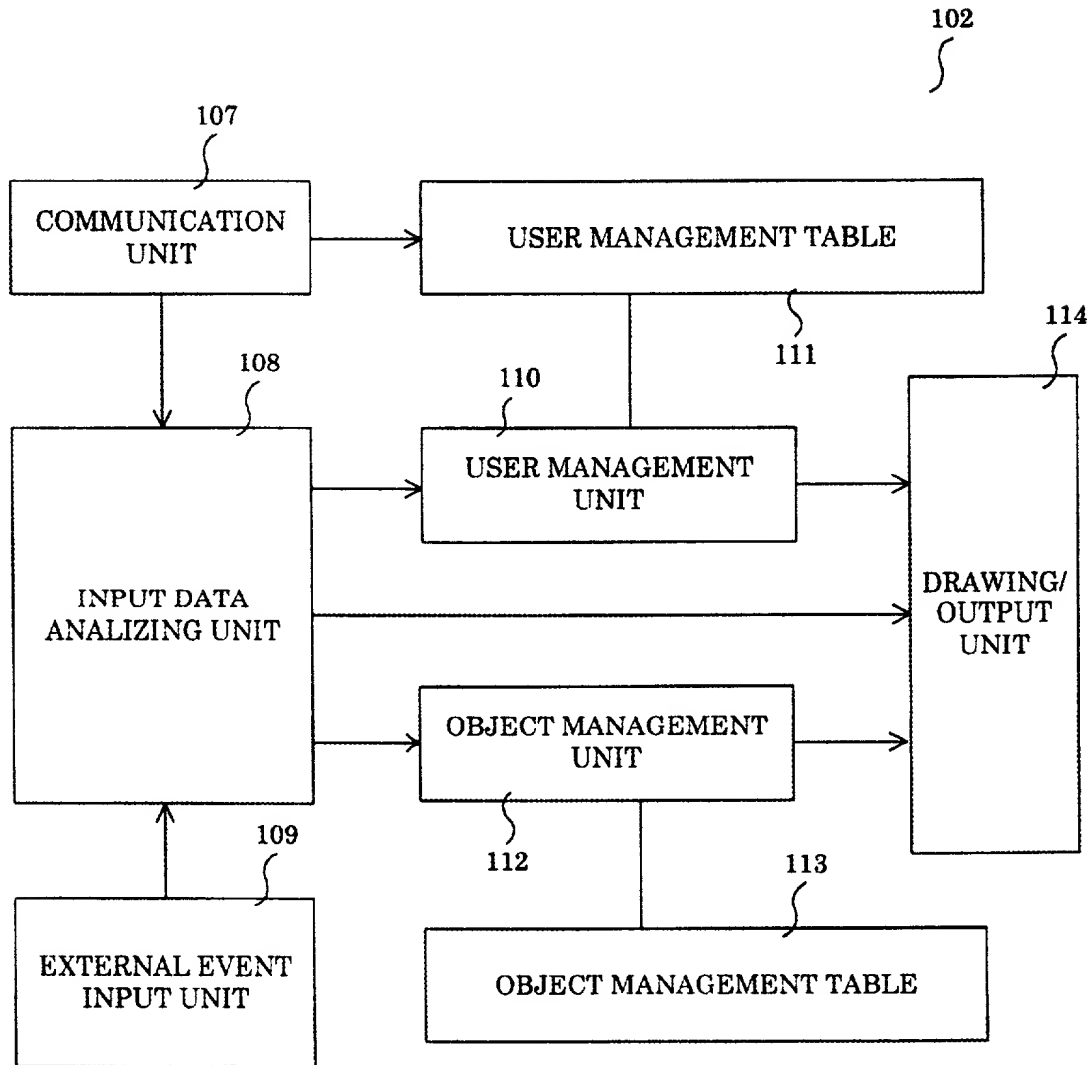 102
107
COMMUNICATION
UNIT
USER MANAGEMENT TABLE
111
114
108
110
USER MANAGEMENT
UNIT
INPUT DATA
ANALIZING UNIT
DRAWING/
OUTPUT
UNIT
OBJECT MANAGEMENT
UNIT
112
109
113
EXTERNAL EVENT
INPUT UNIT
OBJECT MANAGEMENT TABLE